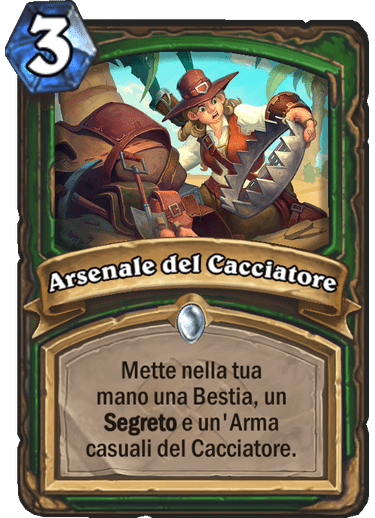 3
Arsenale del Cacciatore
Mette nella tua
mano una Bestia, un
Segreto e un'Arma
casuali del Cacciatore.